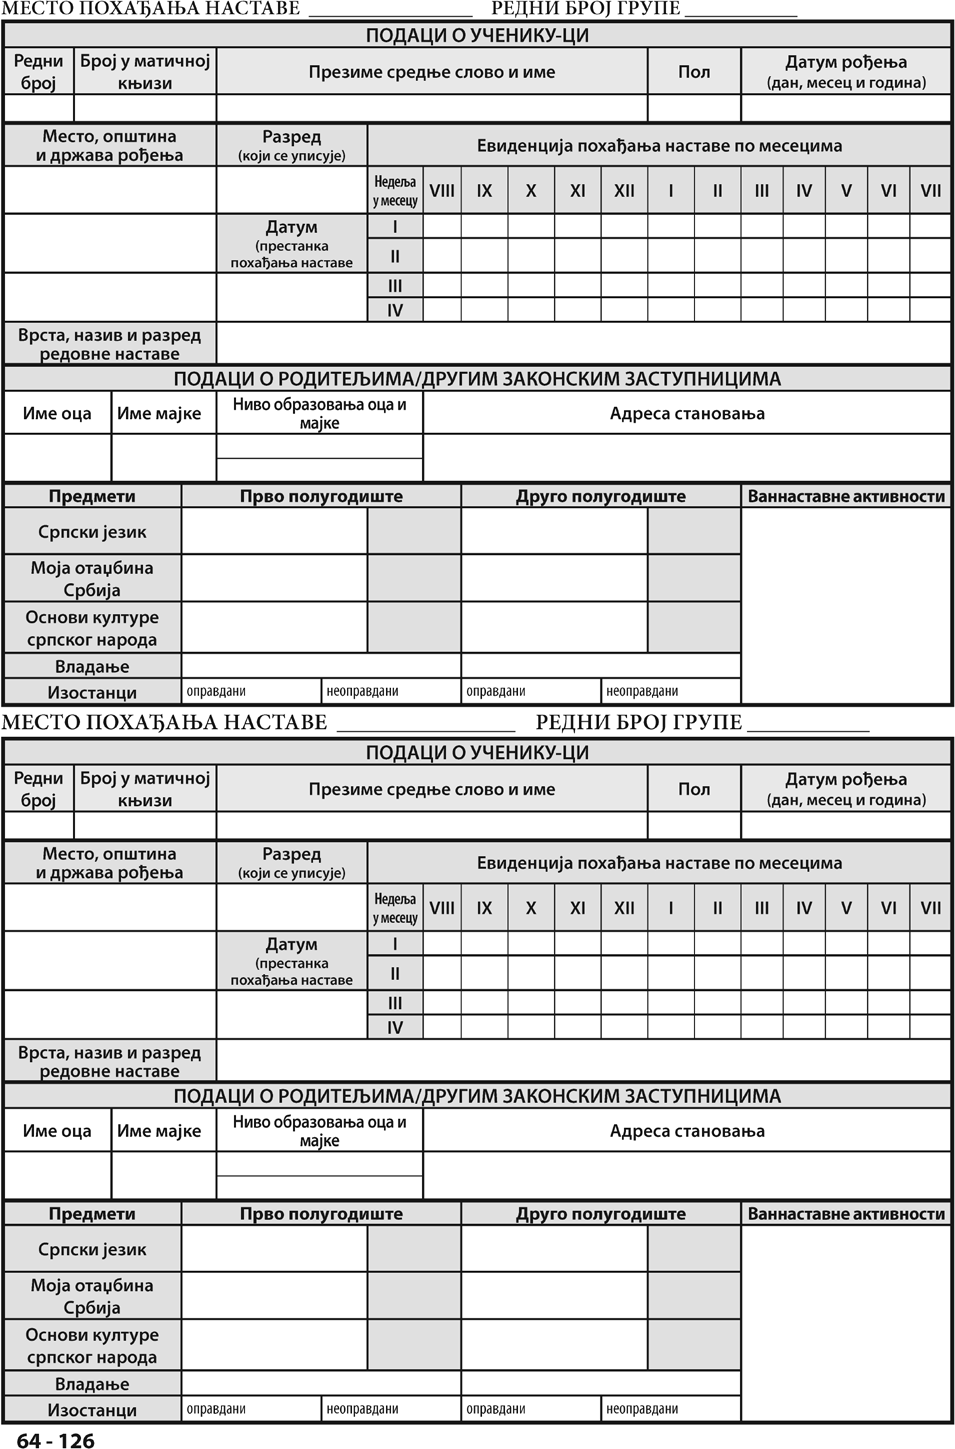 МЕСТО ПОХАЂАЊА НАСТАВЕ ________________ РЕДНИ БРОЈ ГРУПЕ ___________
ПОДАЦИ О УЧЕНИКУ-ЦИ
Редни број Број у матичној књизи Презиме средње слово и име Пол Датум рођења (дан, месец и година)
Место, општина и држава рођења Разред (који се уписује) Евиденција похађања наставе по месецима
Недеља у месецу VIII IX X XI XII I II III IV V VI VII
Датум (престанка похађања наставе I
II
III
IV
Врста, назив и разред редовне наставе
ПОДАЦИ О РОДИТЕЉИМА/ДРУГИМ ЗАКОНСКИМ ЗАСТУПНИЦИМА
Име оца Име мајке Ниво образовања оца и мајке Адреса становања
Предмети Прво полугодиште Друго полугодиште Ваннаставне активности
Српски језик
Моја отаџбина
Србија
Основи културе
српског народа
Владање
Изостанци оправдани неоправдани оправдани неоправдани
МЕСТО ПОХАЂАЊА НАСТАВЕ ________________ РЕДНИ БРОЈ ГРУПЕ ___________
ПОДАЦИ О УЧЕНИКУ-ЦИ
Редни број Број у матичној књизи Презиме средње слово и име Пол Датум рођења (дан, месец и година)
Место, општина и држава рођења Разред (који се уписује) Евиденција похађања наставе по месецима
Недеља у месецу VIII IX X XI XII I II III IV V VI VII
Датум (престанка похађања наставе I
II
III
IV
Врста, назив и разред редовне наставе
ПОДАЦИ О РОДИТЕЉИМА/ДРУГИМ ЗАКОНСКИМ ЗАСТУПНИЦИМА
Име оца Име мајке Ниво образовања оца и мајке Адреса становања
Предмети Прво полугодиште Друго полугодиште Ваннаставне активности
Српски језик
Моја отаџбина
Србија
Основи културе
српског народа
Владање
Изостанци оправдани неоправдани оправдани неоправдани
64 - 126